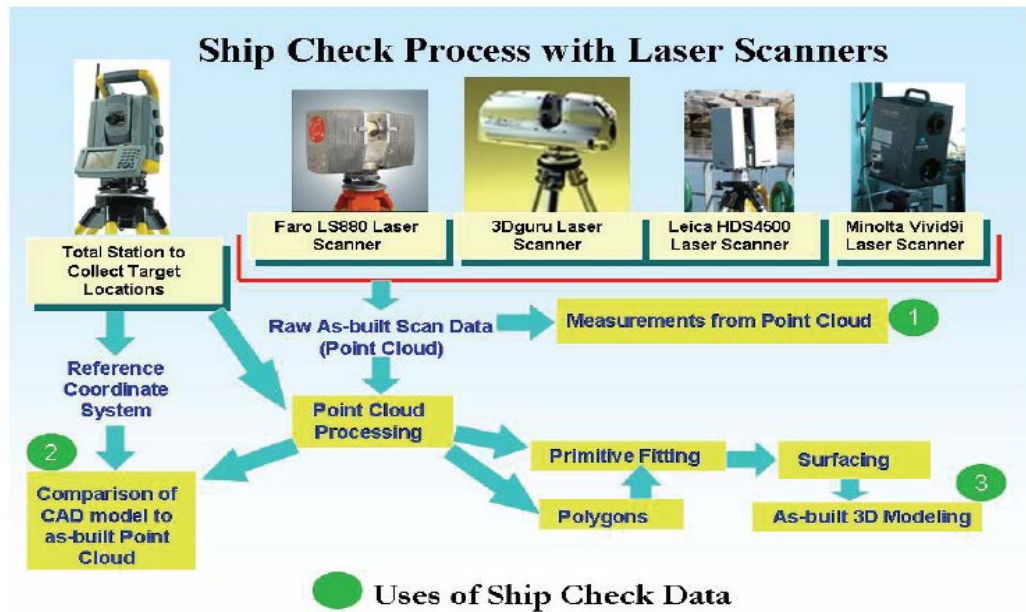 Ship Check Process with Laser Scanners
Total Station to
Collect Target
Locations
Faro LS880 Laser
Scanner
3Dguru Laser
Scanner
Leica HDS4500
Laser Scanner
Minolta Vivid9i
Laser Scanner
Raw As-built Scan Data
(Point Cloud)
Measurements from Point Cloud
1
Reference
Coordinate
System
Point Cloud
Processing
2
Comparison of
CAD model to
as-built Point
Cloud
Primitive Fitting
Surfacing
Polygons
As-built 3D Modeling
3
Uses of Ship Check Data